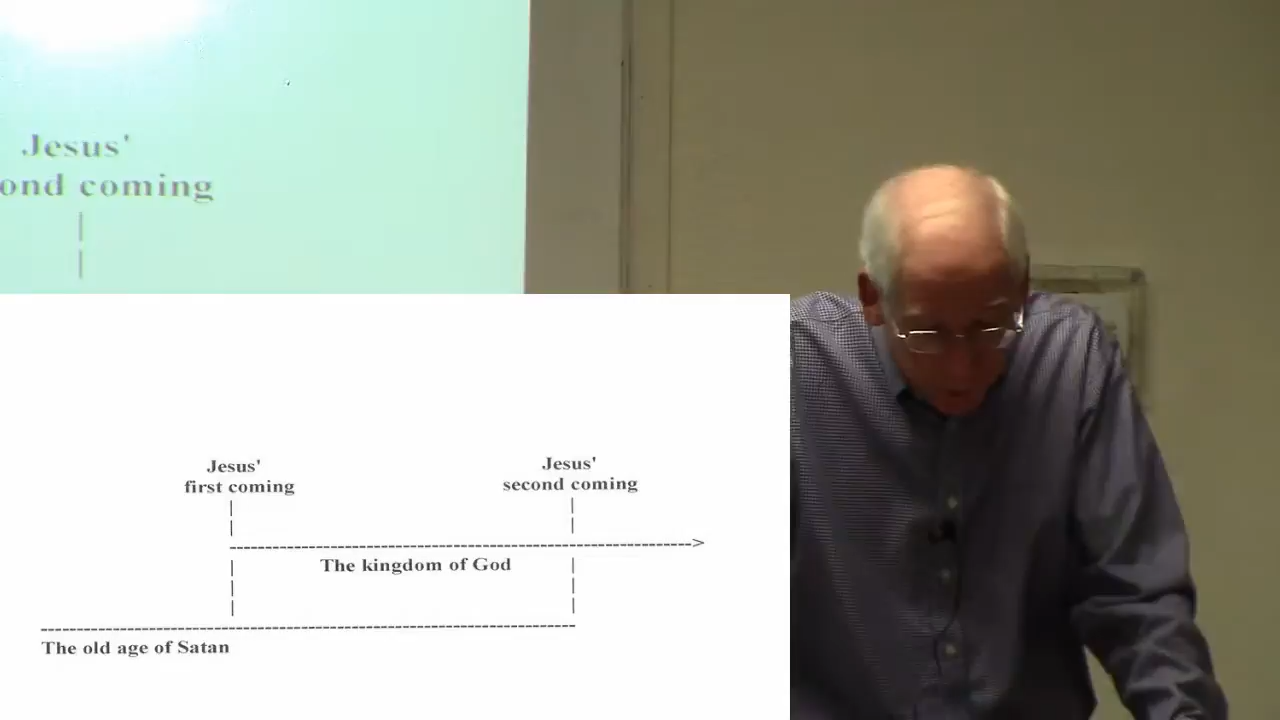 Jesus'
ond coming
Jesus'
first coming
Jesus'
second coming
The kingdom of God
The old age of Satan